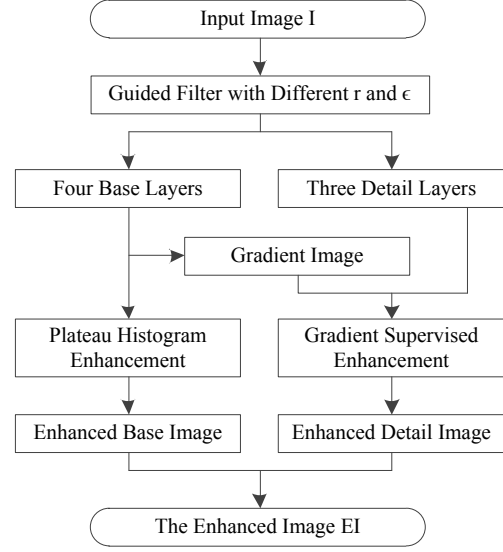 Input Image I
Guided Filter with Different r and ϵ
Four Base Layers
Three Detail Layers
Gradient Image
Plateau Histogram
Enhancement
Gradient Supervised
Enhancement
Enhanced Base Image
Enhanced Detail Image
The Enhanced Image EI